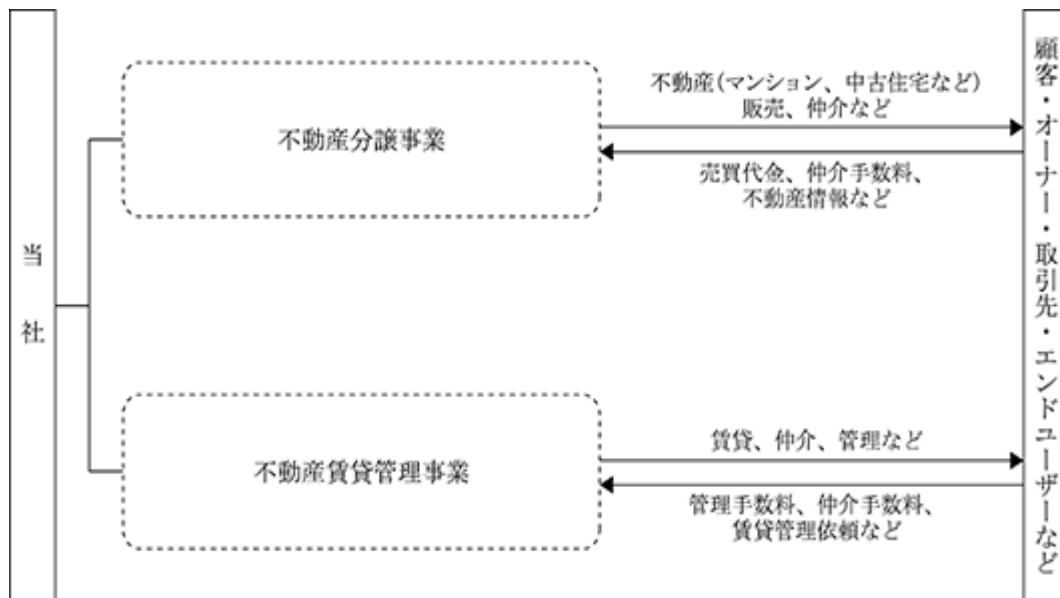 当社
不動産分譲事業
不動産(マンション、中古住宅など)
販売、仲介など
売買代金、仲介手数料、
不動産情報など
不動産賃貸管理事業
賃貸、仲介、管理など
管理手数料、仲介手数料、
賃貸管理依頼など
顧客・オーナー・取引先・エンドユーザーなど